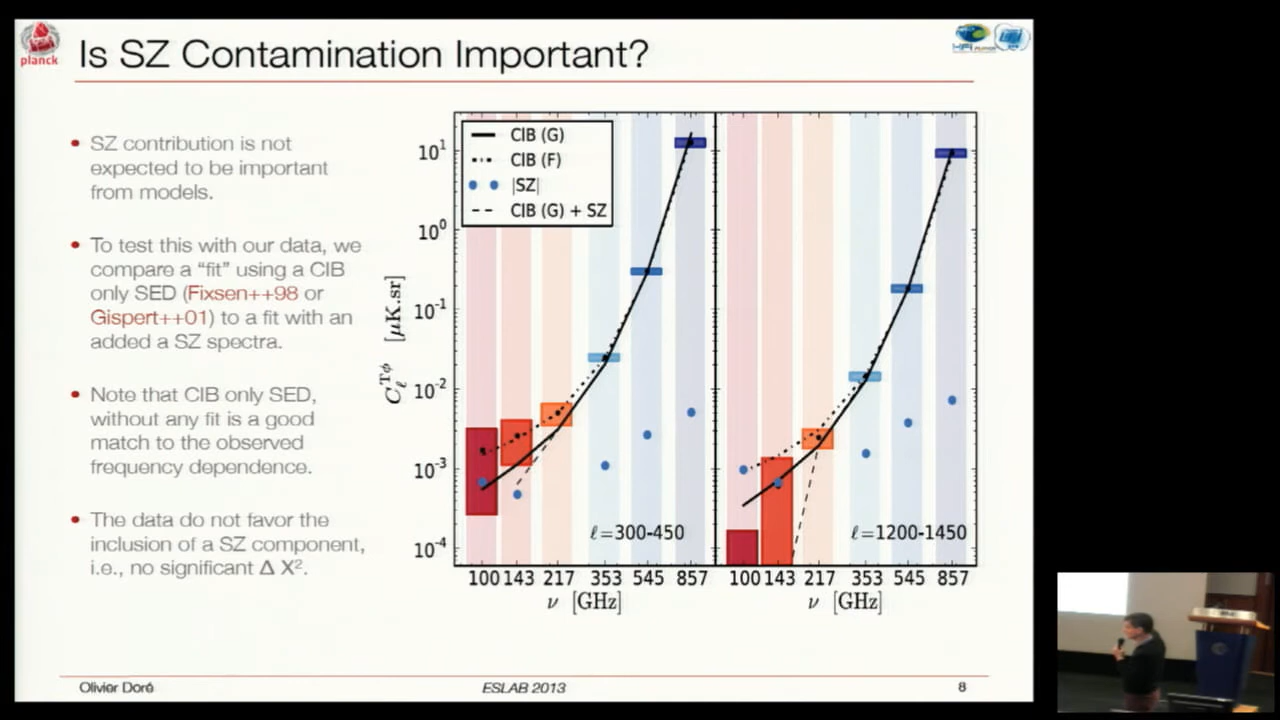 planck
Is SZ Contamination Important?
• SZ contribution is not
expected to be important
from models.
• To test this with our data, we
compare a “fit” using a CIB
only SED (Fixsen++98 or
Gispert++01) to a fit with an
added a SZ spectra.
• Note that CIB only SED,
without any fit is a good
match to the observed
frequency dependence.
• The data do not favor the
inclusion of a SZ component,
i.e., no significant Δ X².
CIB (G)
CIB (F)
|SZ|
CIB (G) + SZ
10¹
10⁰
10⁻¹
10⁻²
10⁻³
10⁻⁴
C_ℓ^{Tϕ} [μK.sr]
ℓ=300-450
ℓ=1200-1450
100 143 217 353 545 857
100 143 217 353 545 857
ν [GHz]
ν [GHz]
Olivier Doré
ESLAB 2013
8